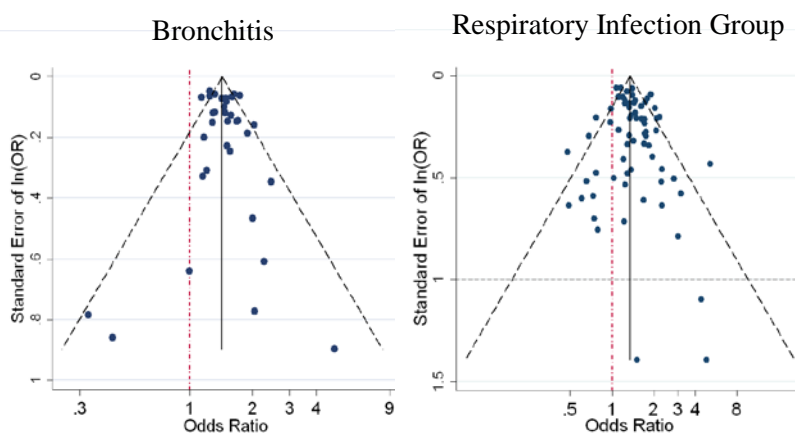 Bronchitis
Standard Error of ln(OR)
0
.2
.4
.6
.8
1
.3 1 2 3 4 9
Odds Ratio
Respiratory Infection Group
Standard Error of ln(OR)
0
.5
1
1.5
.5 1 2 3 4 8
Odds Ratio